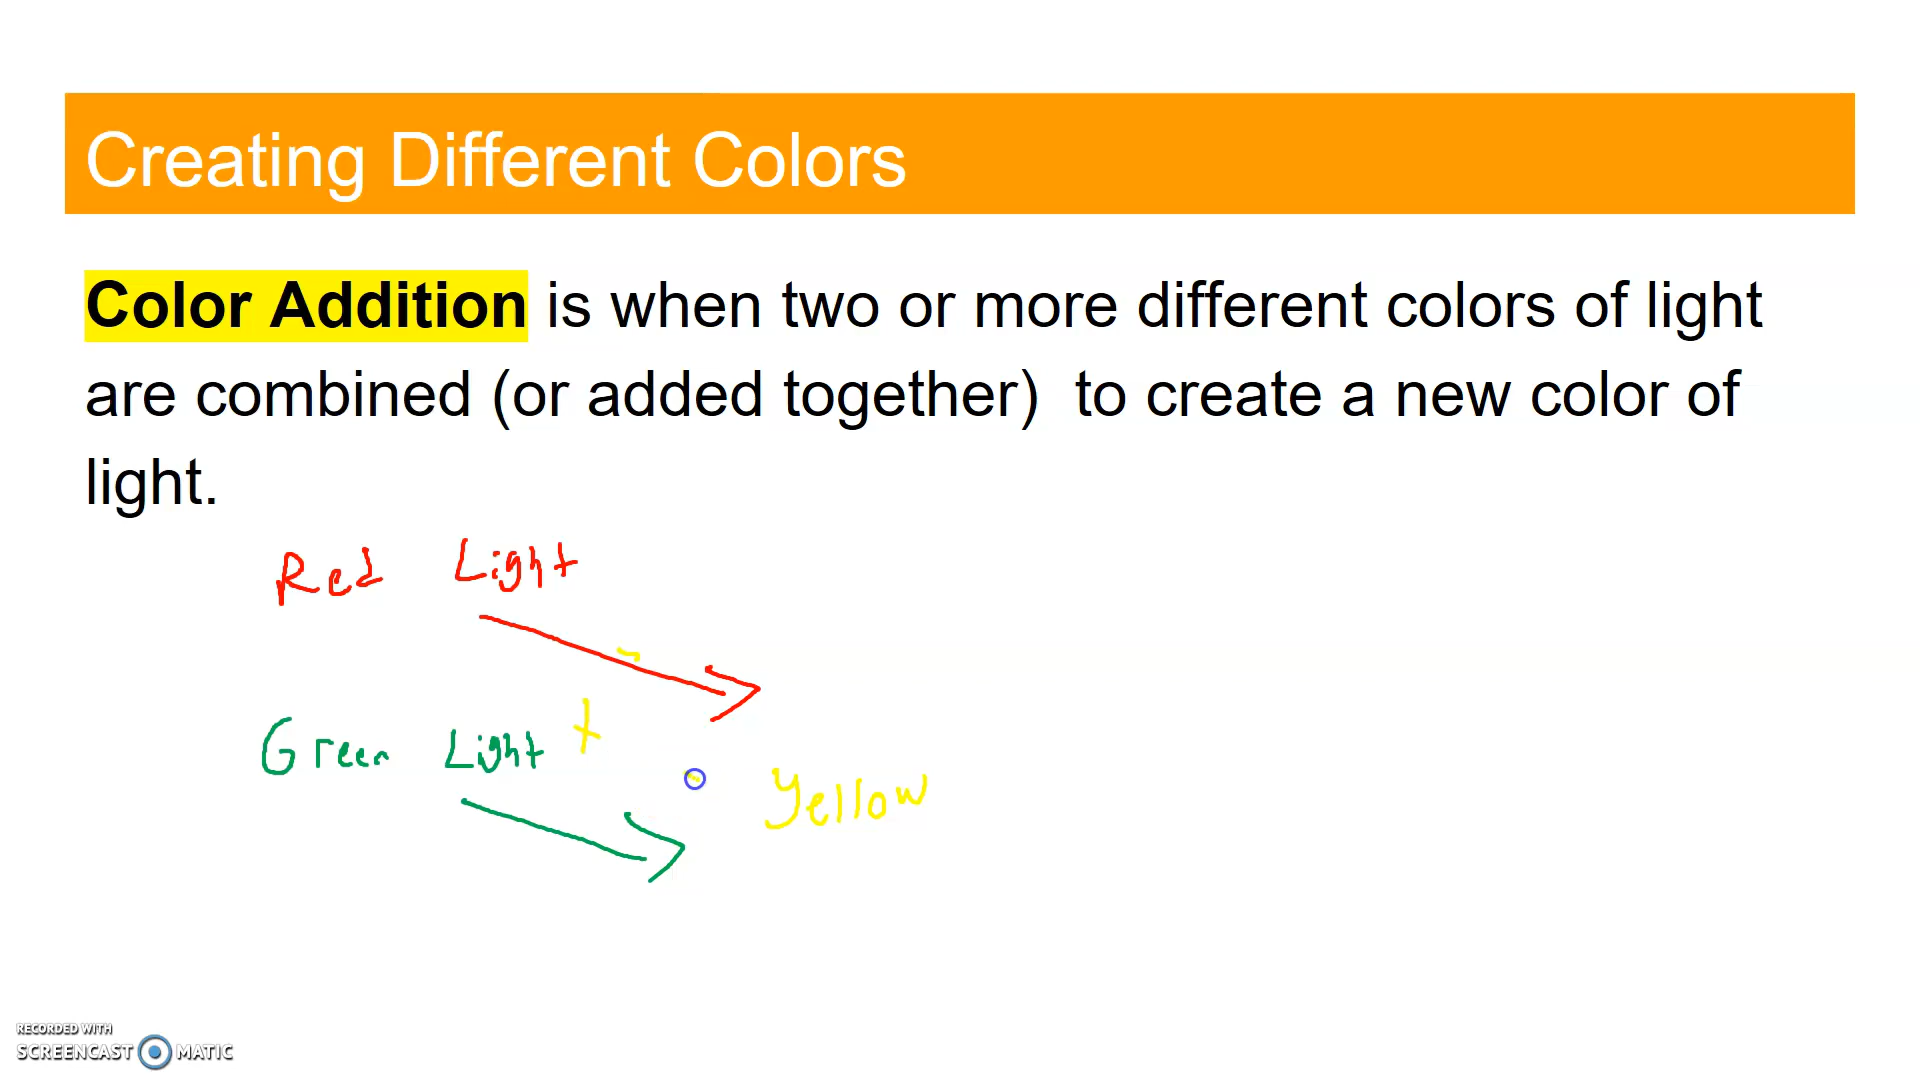 Creating Different Colors
Color Addition is when two or more different colors of light
are combined (or added together)  to create a new color of
light.
Red Light
Green Light +
Yellow
RECORDED WITH
SCREENCAST MATIC